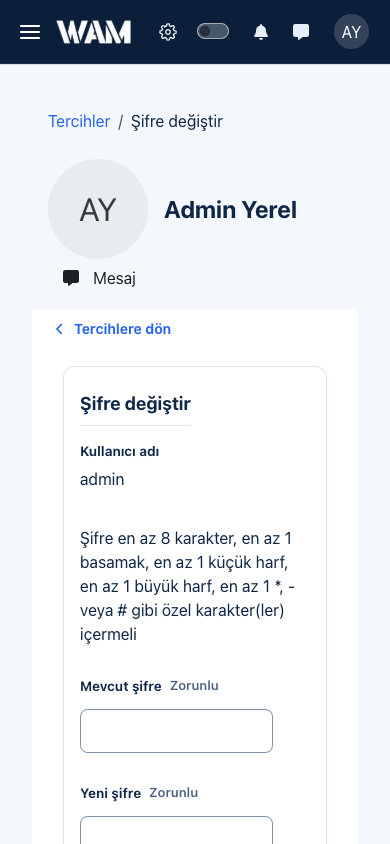 WAM
AY
Tercihler / Şifre değiştir
AY
Admin Yerel
Mesaj
Tercihlere dön
Şifre değiştir
Kullanıcı adı
admin
Şifre en az 8 karakter, en az 1
basamak, en az 1 küçük harf,
en az 1 büyük harf, en az 1 *, -
veya # gibi özel karakter(ler)
içermeli
Mevcut şifre Zorunlu
Yeni şifre Zorunlu